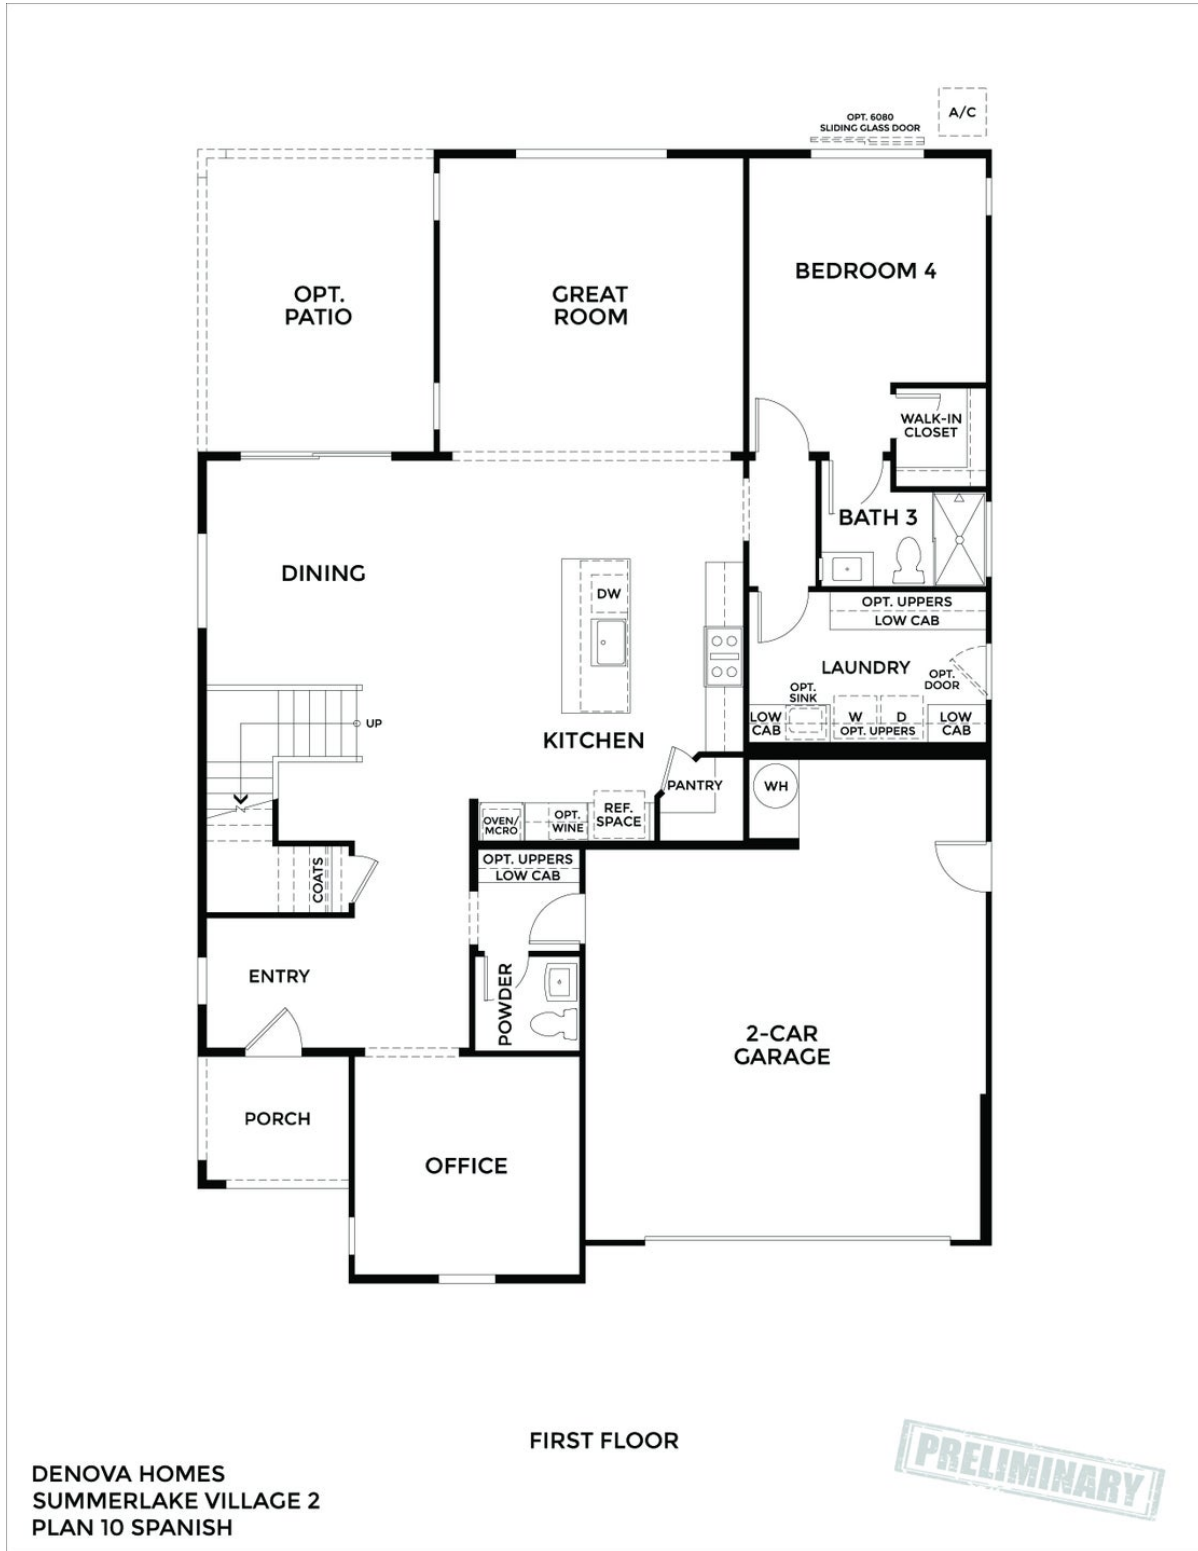 OPT. 6080
SLIDING GLASS DOOR
A/C
OPT.
PATIO
GREAT
ROOM
BEDROOM 4
WALK-IN
CLOSET
BATH 3
DINING
DW
OPT. UPPERS
LOW CAB
LAUNDRY
OPT.
DOOR
OPT.
SINK
LOW
CAB
W
D
OPT. UPPERS
LOW
CAB
UP
KITCHEN
PANTRY
WH
OVEN/
MCRO
OPT.
WINE
REF.
SPACE
OPT. UPPERS
LOW CAB
COATS
ENTRY
POWDER
2-CAR
GARAGE
PORCH
OFFICE
FIRST FLOOR
DENOVA HOMES
SUMMERLAKE VILLAGE 2
PLAN 10 SPANISH
PRELIMINARY